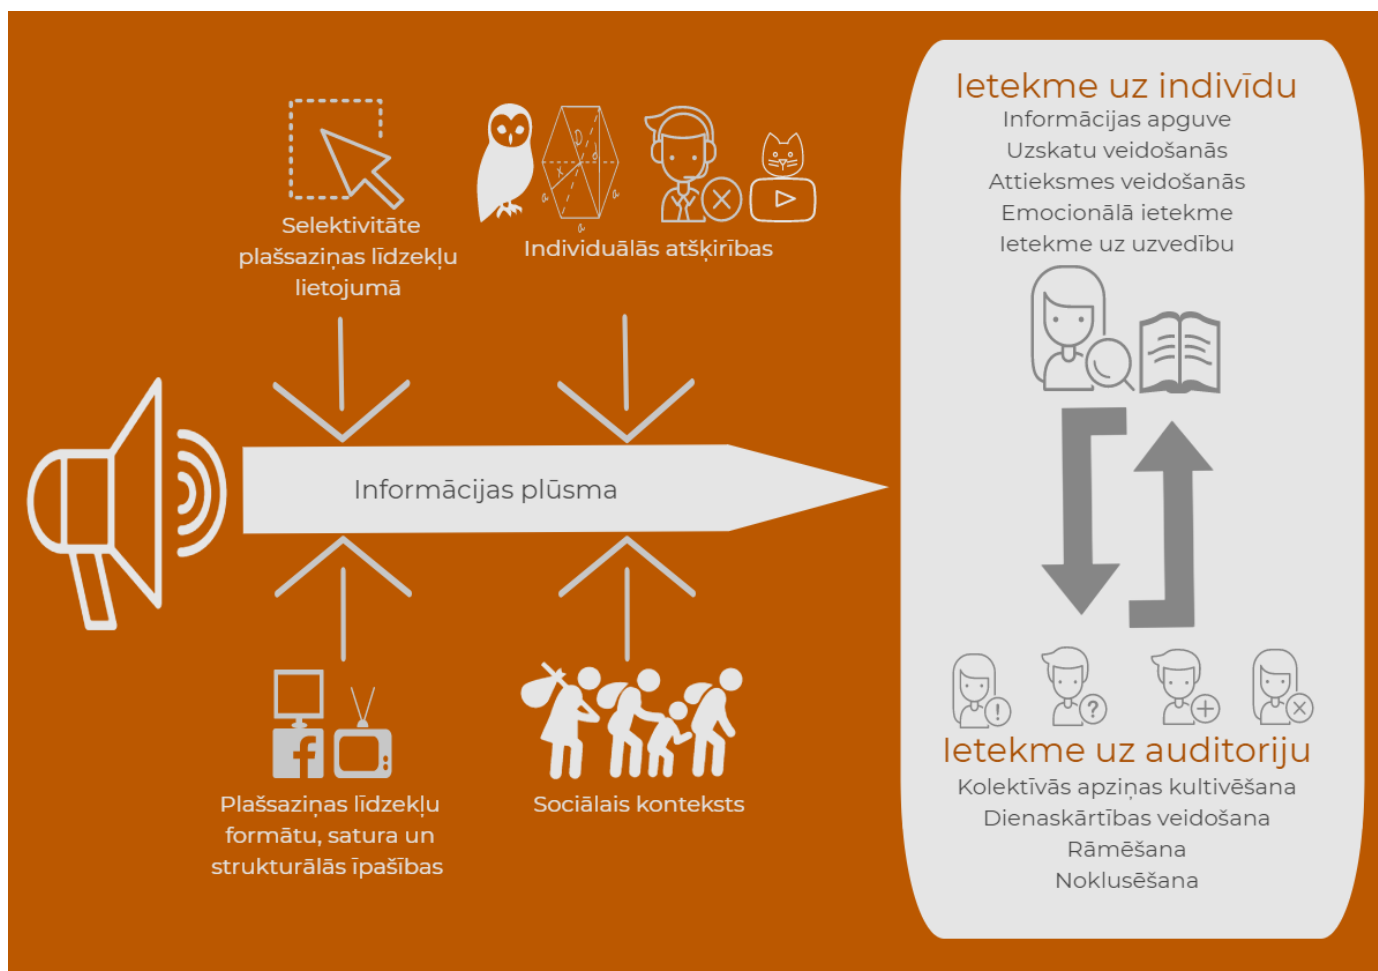 Selektivitāte
plašsaziņas līdzekļu
lietojumā
Individuālās atšķirības
Informācijas plūsma
Plašsaziņas līdzekļu
formātu, satura un
strukturālās īpašības
Sociālais konteksts
Ietekme uz indivīdu
Informācijas apguve
Uzskatu veidošanās
Attieksmes veidošanās
Emocionālā ietekme
Ietekme uz uzvedību
Ietekme uz auditoriju
Kolektīvās apziņas kultivēšana
Dienaskārtības veidošana
Rāmēšana
Noklusēšana